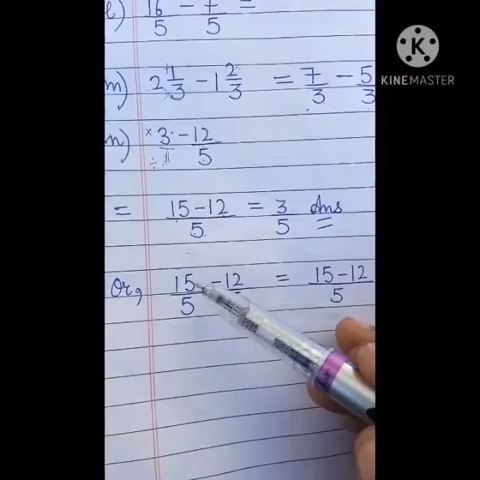 l) 16/5 - 7/5 =
KINEMASTER
m) 2 1/3 - 1 2/3 = 7/3 - 5/3
n) × 3/1 - 12/5
÷
= 15-12/5 = 3/5 Ans
Or, 15/5 - 12/ = 15-12/5